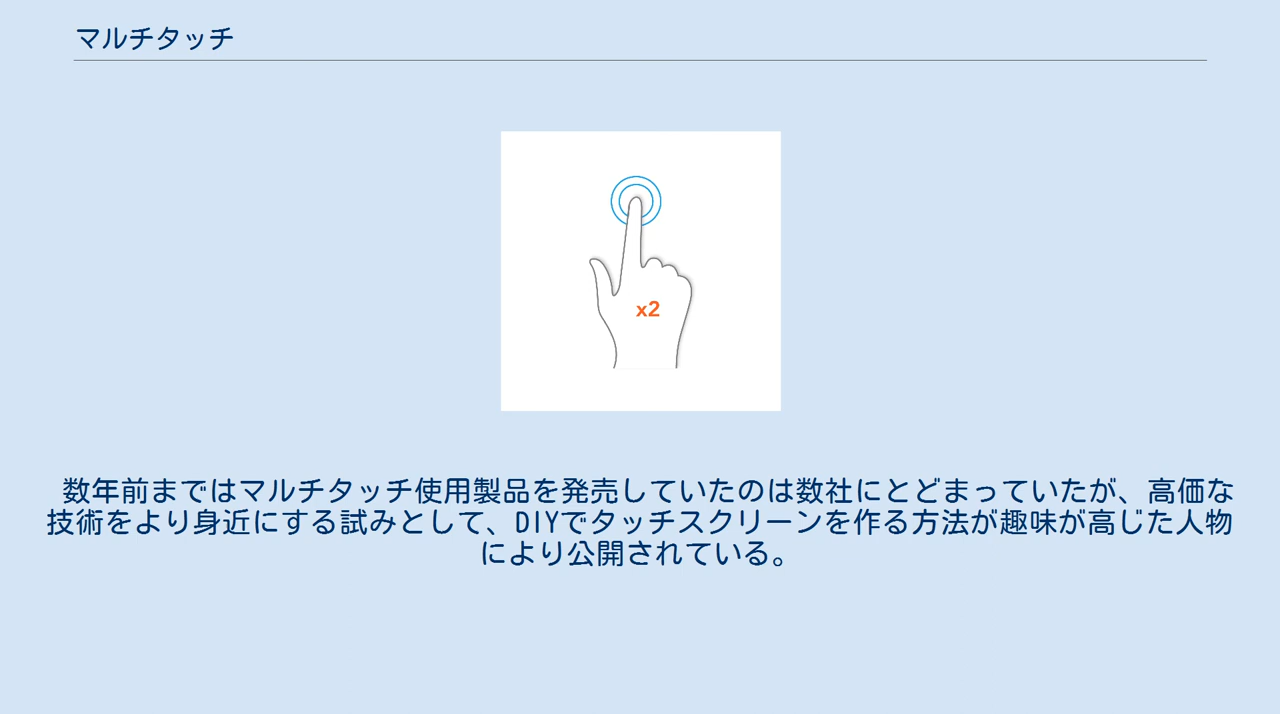 マルチタッチ
x2
数年前まではマルチタッチ使用製品を発売していたのは数社にとどまっていたが、高価な
技術をより身近にする試みとして、DIYでタッチスクリーンを作る方法が趣味が高じた人物
により公開されている。